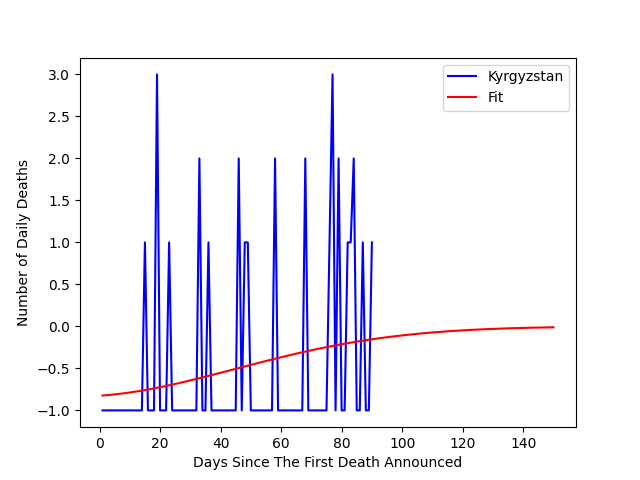 Kyrgyzstan
Fit
3.0
2.5
2.0
1.5
1.0
0.5
0.0
−0.5
−1.0
Number of Daily Deaths
0 20 40 60 80 100 120 140
Days Since The First Death Announced